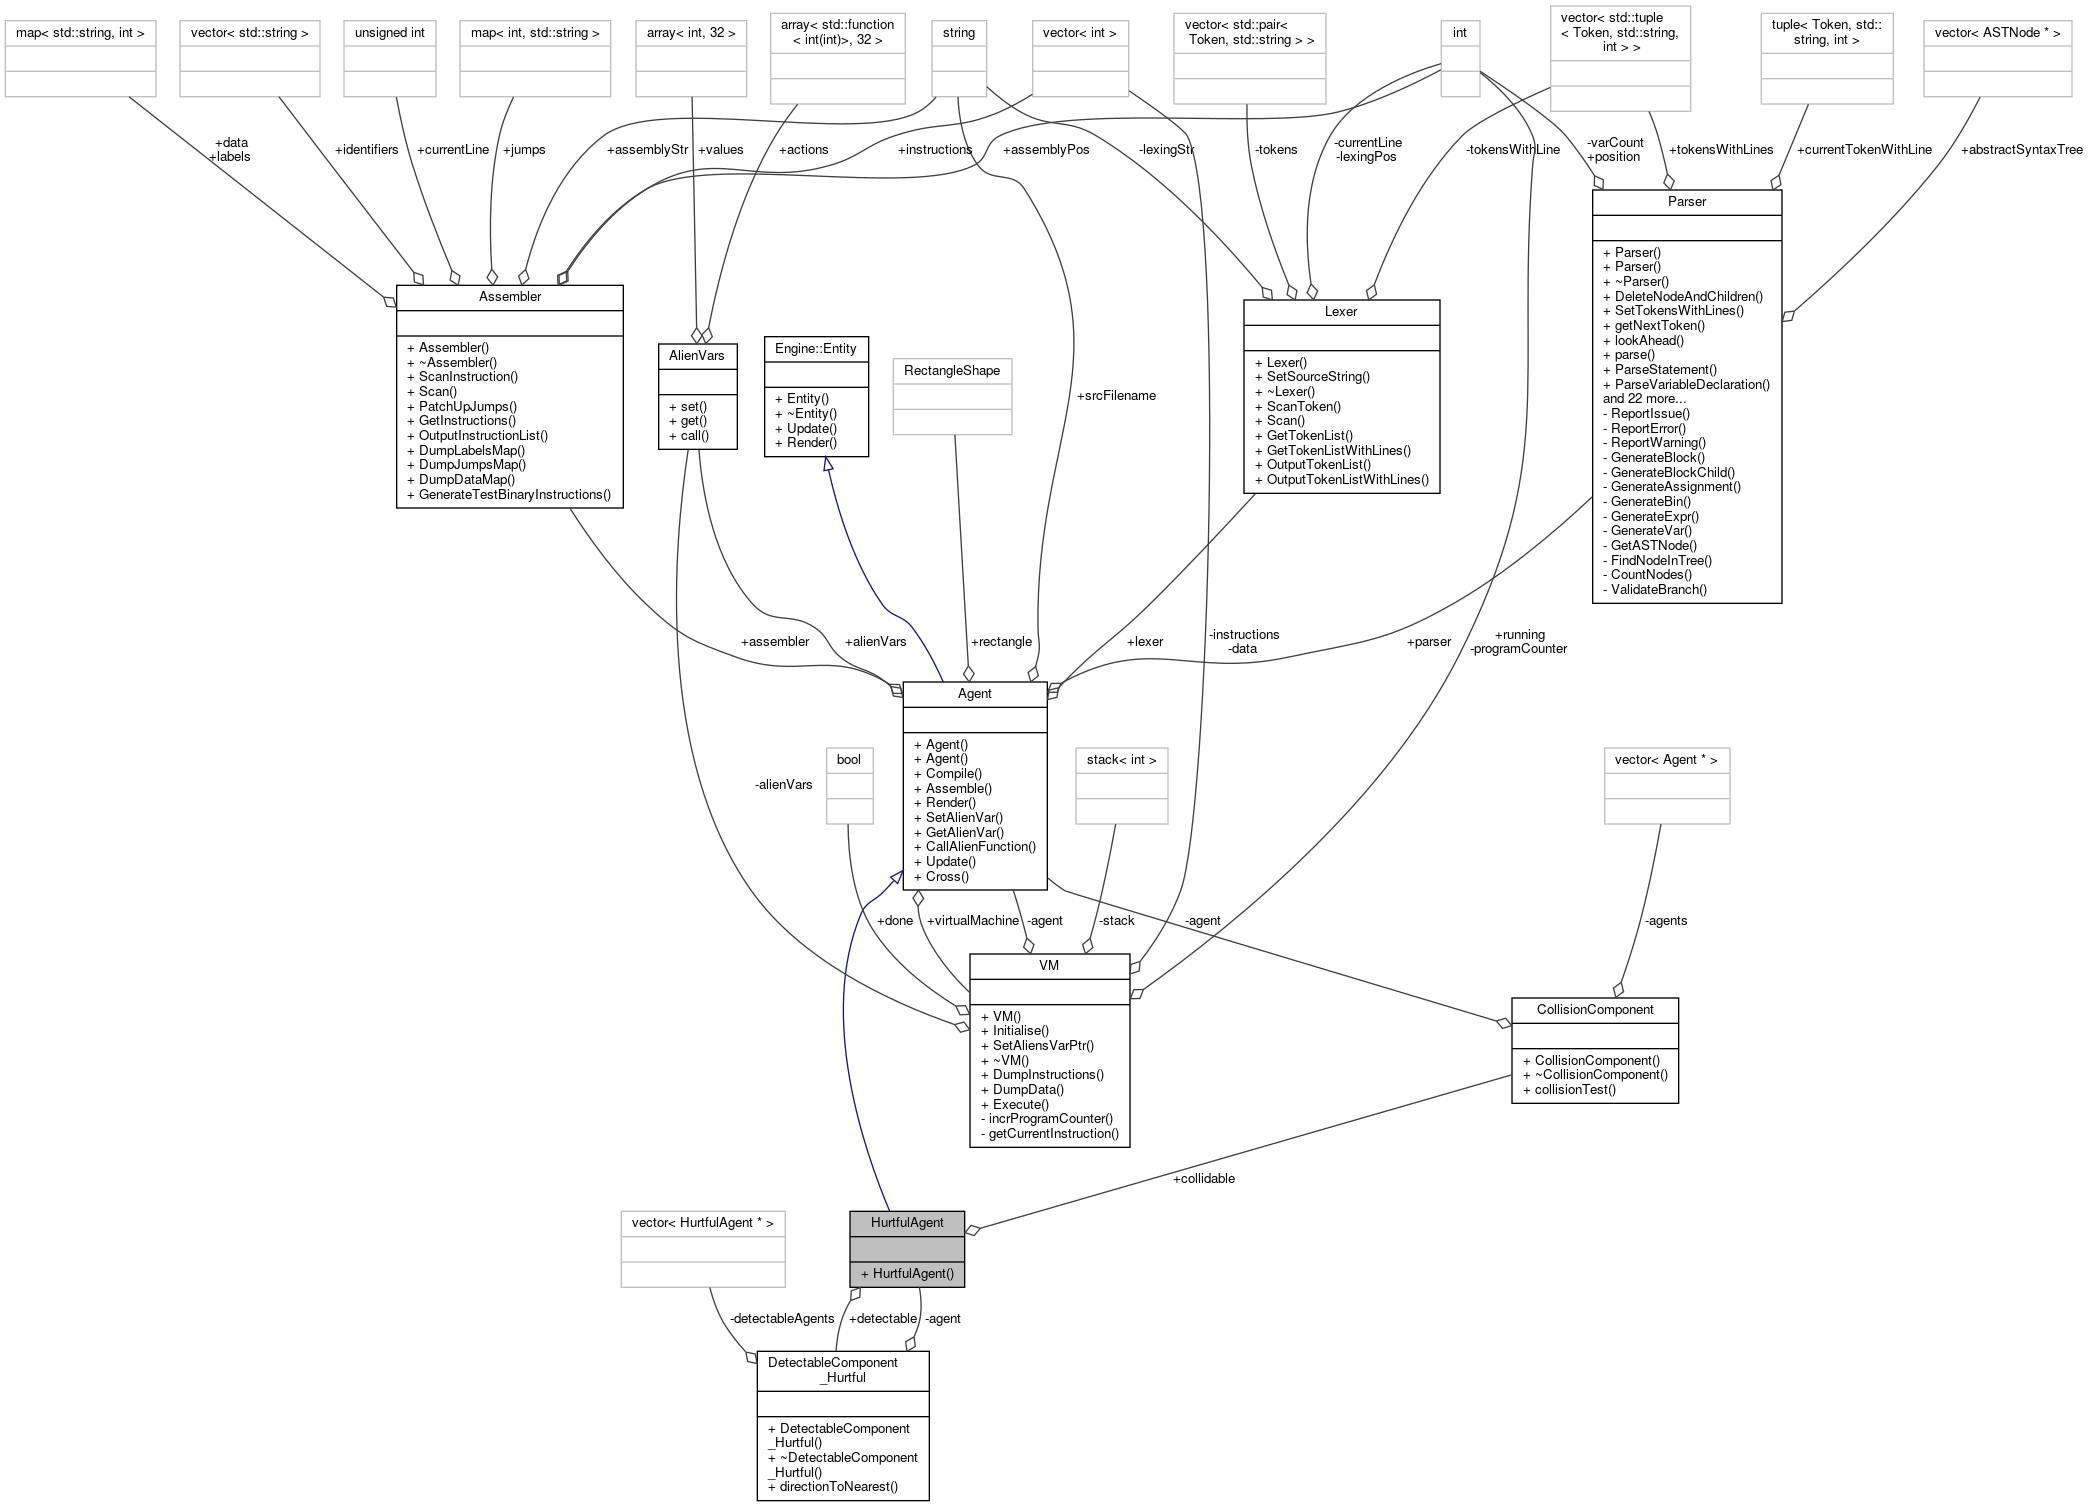 map< std::string, int >
vector< std::string >
unsigned int
map< int, std::string >
array< int, 32 >
array< std::function
< int(int)>, 32 >
string
vector< int >
vector< std::pair<
Token, std::string > >
int
vector< std::tuple
< Token, std::string,
int > >
tuple< Token, std::
string, int >
vector< ASTNode * >
+data
+labels
+identifiers
+currentLine
+jumps
+assemblyStr
+values
+actions
+instructions
+assemblyPos
-lexingStr
-tokens
-currentLine
-lexingPos
-tokensWithLine
-varCount
+position
+tokensWithLines
+currentTokenWithLine
+abstractSyntaxTree
Parser
+ Parser()
+ Parser()
+ ~Parser()
+ DeleteNodeAndChildren()
+ SetTokensWithLines()
+ getNextToken()
+ lookAhead()
+ parse()
+ ParseStatement()
+ ParseVariableDeclaration()
and 22 more...
- ReportIssue()
- ReportError()
- ReportWarning()
- GenerateBlock()
- GenerateBlockChild()
- GenerateAssignment()
- GenerateBin()
- GenerateExpr()
- GenerateVar()
- GetASTNode()
- FindNodeInTree()
- CountNodes()
- ValidateBranch()
Assembler
+ Assembler()
+ ~Assembler()
+ ScanInstruction()
+ Scan()
+ PatchUpJumps()
+ GetInstructions()
+ OutputInstructionList()
+ DumpLabelsMap()
+ DumpJumpsMap()
+ DumpDataMap()
+ GenerateTestBinaryInstructions()
AlienVars
+ set()
+ get()
+ call()
Engine::Entity
+ Entity()
+ ~Entity()
+ Update()
+ Render()
RectangleShape
+srcFilename
Lexer
+ Lexer()
+ SetSourceString()
+ ~Lexer()
+ ScanToken()
+ Scan()
+ GetTokenList()
+ GetTokenListWithLines()
+ OutputTokenList()
+ OutputTokenListWithLines()
+assembler
+alienVars
+rectangle
+lexer
-instructions
-data
+parser
+running
-programCounter
Agent
+ Agent()
+ Agent()
+ Compile()
+ Assemble()
+ Render()
+ SetAlienVar()
+ GetAlienVar()
+ CallAlienFunction()
+ Update()
+ Cross()
-alienVars
bool
stack< int >
vector< Agent * >
+done
+virtualMachine
-agent
-stack
-agent
-agents
VM
+ VM()
+ Initialise()
+ SetAliensVarPtr()
+ ~VM()
+ DumpInstructions()
+ DumpData()
+ Execute()
- incrProgramCounter()
- getCurrentInstruction()
CollisionComponent
+ CollisionComponent()
+ ~CollisionComponent()
+ collisionTest()
+collidable
vector< HurtfulAgent * >
HurtfulAgent
+ HurtfulAgent()
-detectableAgents
+detectable
-agent
DetectableComponent
_Hurtful
+ DetectableComponent
_Hurtful()
+ ~DetectableComponent
_Hurtful()
+ directionToNearest()